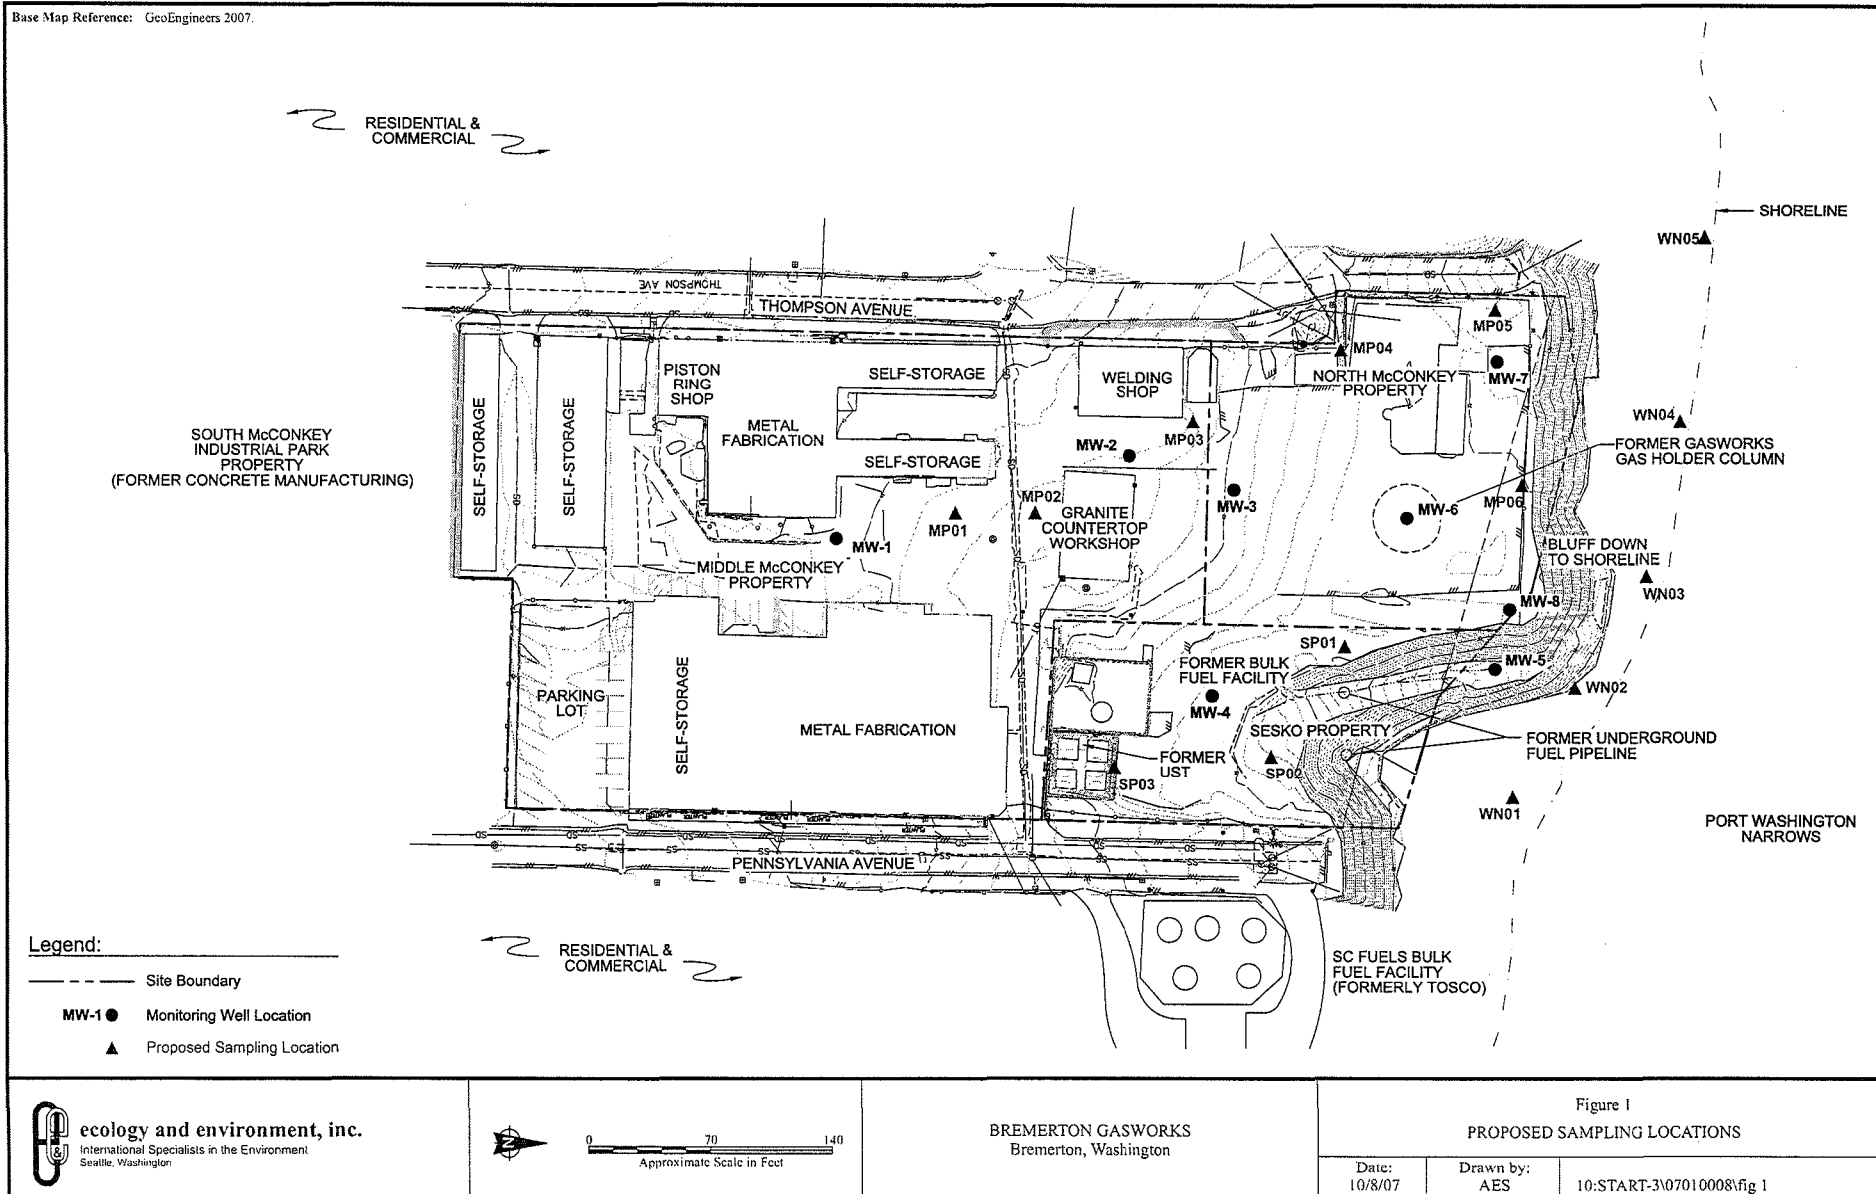 Base Map Reference: GeoEngineers 2007.
RESIDENTIAL &
COMMERCIAL
SHORELINE
WN05
THOMPSON AVE
THOMPSON AVENUE
MP05
MP04
MW-7
NORTH McCONKEY
PROPERTY
PISTON
RING
SHOP
SELF-STORAGE
WELDING
SHOP
METAL
FABRICATION
SELF-STORAGE
SELF-STORAGE
SELF-STORAGE
SOUTH McCONKEY
INDUSTRIAL PARK
PROPERTY
(FORMER CONCRETE MANUFACTURING)
MW-2
MP03
WN04
FORMER GASWORKS
GAS HOLDER COLUMN
MP06
MW-3
MW-6
MP01
MP02
GRANITE
COUNTERTOP
WORKSHOP
MW-1
MIDDLE McCONKEY
PROPERTY
BLUFF DOWN
TO SHORELINE
WN03
MW-8
SP01
MW-5
FORMER BULK
FUEL FACILITY
MW-4
WN02
PARKING
LOT
SELF-STORAGE
METAL FABRICATION
SESKO PROPERTY
FORMER UNDERGROUND
FUEL PIPELINE
FORMER
UST
SP02
SP03
WN01
PORT WASHINGTON
NARROWS
PENNSYLVANIA AVENUE
RESIDENTIAL &
COMMERCIAL
SC FUELS BULK
FUEL FACILITY
(FORMERLY TOSCO)
Legend:
Site Boundary
MW-1 Monitoring Well Location
Proposed Sampling Location
ecology and environment, inc.
International Specialists in the Environment
Seattle, Washington
N
0 70 140
Approximate Scale in Feet
BREMERTON GASWORKS
Bremerton, Washington
Figure 1
PROPOSED SAMPLING LOCATIONS
Date:
10/8/07
Drawn by:
AES
10:START-3\07010008\fig 1